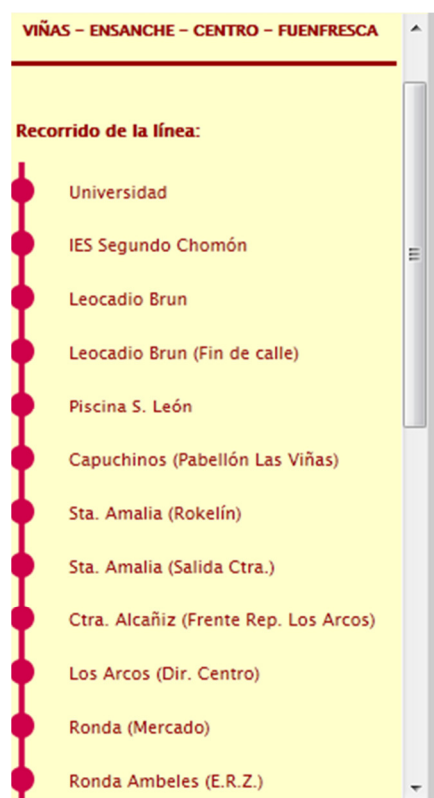 VIÑAS – ENSANCHE – CENTRO – FUENFRESCA
Recorrido de la línea:
Universidad
IES Segundo Chomón
Leocadio Brun
Leocadio Brun (Fin de calle)
Piscina S. León
Capuchinos (Pabellón Las Viñas)
Sta. Amalia (Rokelín)
Sta. Amalia (Salida Ctra.)
Ctra. Alcañiz (Frente Rep. Los Arcos)
Los Arcos (Dir. Centro)
Ronda (Mercado)
Ronda Ambeles (E.R.Z.)